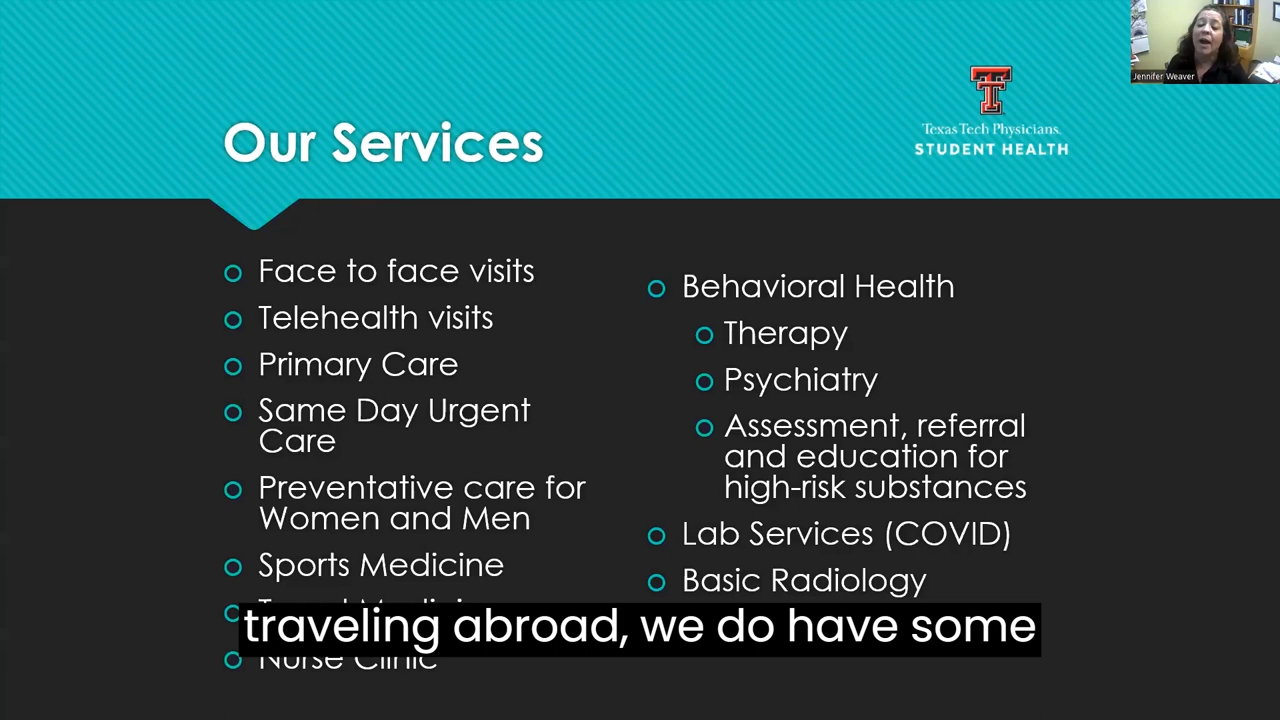 Jennifer Weaver
Texas Tech Physicians.
STUDENT HEALTH
Our Services
Face to face visits
Telehealth visits
Primary Care
Same Day Urgent
Care
Preventative care for
Women and Men
Sports Medicine
Nurse Clinic
Behavioral Health
Therapy
Psychiatry
Assessment, referral
and education for
high-risk substances
Lab Services (COVID)
Basic Radiology
traveling abroad, we do have some